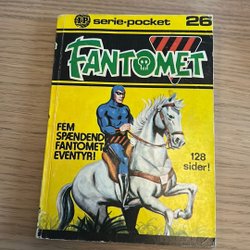 serie-pocket 26
FANTOMET
FEM
SPÆNDENDE
FANTOMET
EVENTYR!
128
sider!